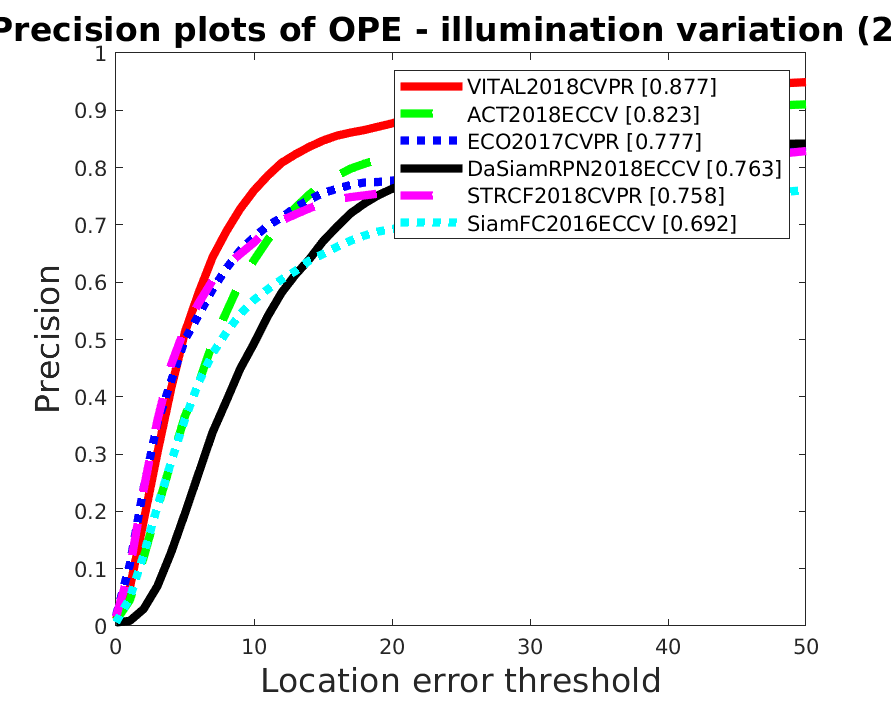 Precision plots of OPE - illumination variation (2
1
0.9
0.8
0.7
0.6
0.5
0.4
0.3
0.2
0.1
0
Precision
VITAL2018CVPR [0.877]
ACT2018ECCV [0.823]
ECO2017CVPR [0.777]
DaSiamRPN2018ECCV [0.763]
STRCF2018CVPR [0.758]
SiamFC2016ECCV [0.692]
0 10 20 30 40 50
Location error threshold